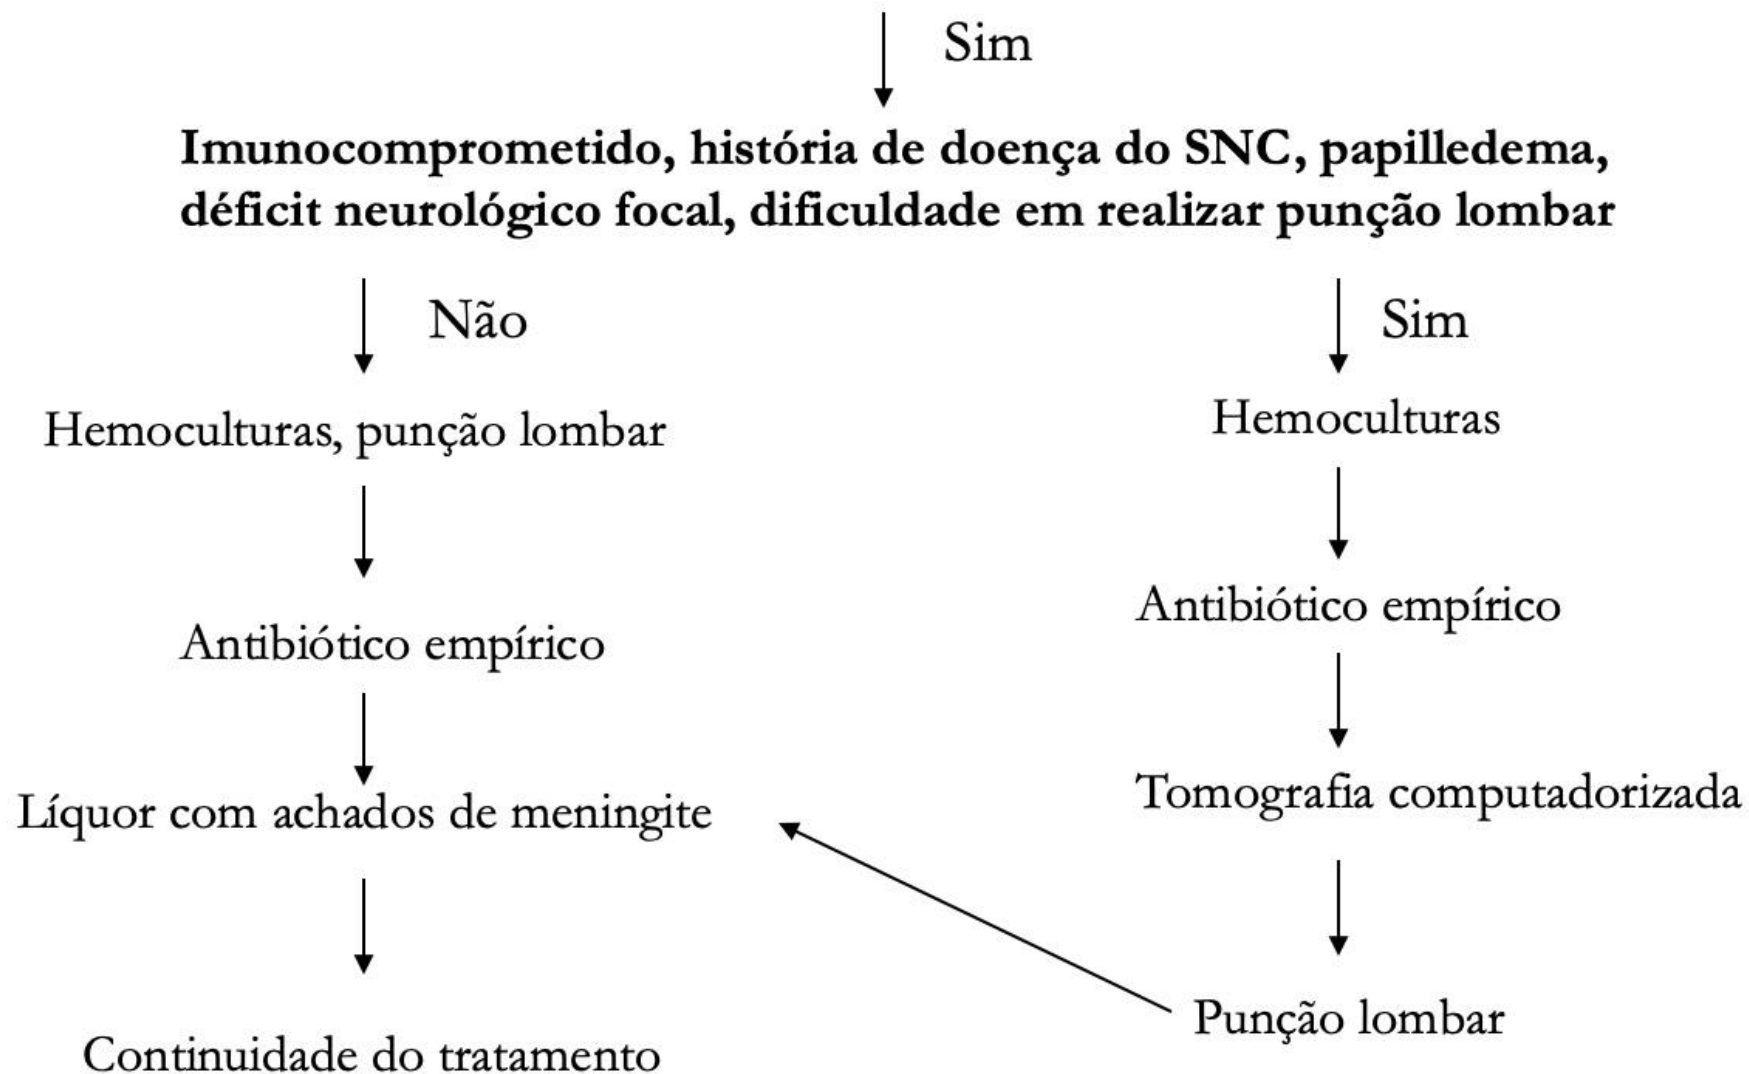 Sim
Imunocomprometido, história de doença do SNC, papilledema,
déficit neurológico focal, dificuldade em realizar punção lombar
Não
Sim
Hemoculturas, punção lombar
Hemoculturas
Antibiótico empírico
Antibiótico empírico
Líquor com achados de meningite
Tomografia computadorizada
Punção lombar
Continuidade do tratamento